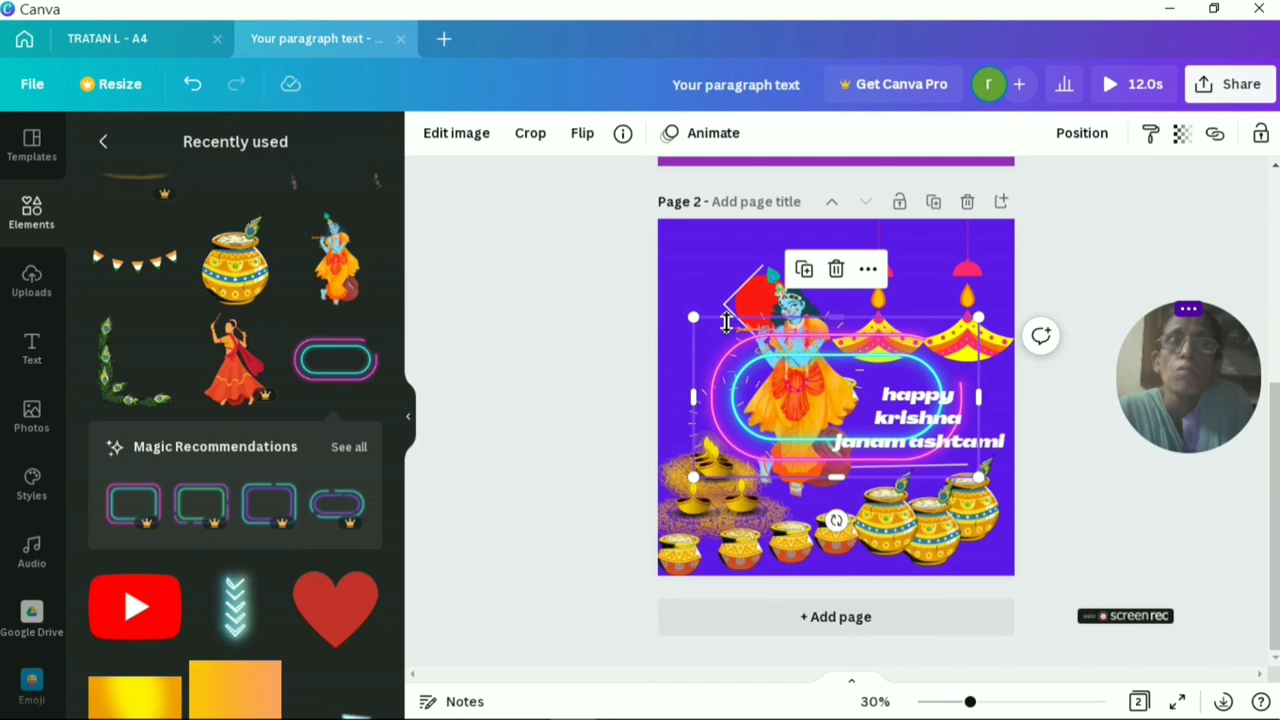 Canva
TRATAN L - A4
Your paragraph text - ...
File
Resize
Your paragraph text
Get Canva Pro
r
12.0s
Share
Templates
Elements
Uploads
Text
Photos
Styles
Audio
Google Drive
Emoji
Recently used
Magic Recommendations
See all
Edit image
Crop
Flip
Animate
Position
Page 2 - Add page title
happy
krishna
janam ashtami
+ Add page
screenrec
Notes
30%
2